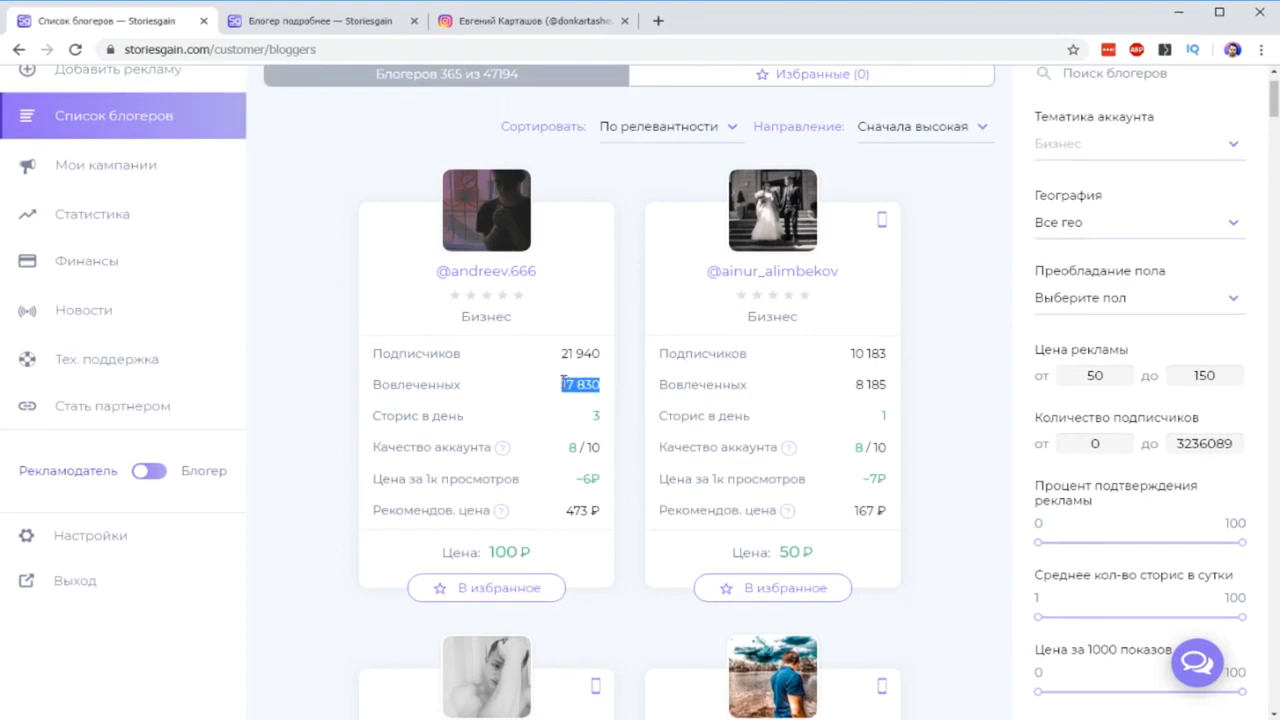 Список блогеров — Storiesgain
Блогер подробнее — Storiesgain
Евгений Карташов (@donkartasho
storiesgain.com/customer/bloggers
ABP
IQ
Добавить рекламу
Список блогеров
Мои кампании
Статистика
Финансы
Новости
Тех. поддержка
Стать партнером
Рекламодатель
Блогер
Настройки
Выход
Блогеров 365 из 47194
Избранные (0)
Сортировать: По релевантности
Направление: Сначала высокая
@andreev.666
Бизнес
Подписчиков 21 940
Вовлеченных 17 830
Сторис в день 3
Качество аккаунта ? 8 / 10
Цена за 1к просмотров ~6₽
Рекомендов. цена ? 473 ₽
Цена: 100 ₽
В избранное
@ainur_alimbekov
Бизнес
Подписчиков 10 183
Вовлеченных 8 185
Сторис в день 1
Качество аккаунта ? 8 / 10
Цена за 1к просмотров ~7₽
Рекомендов. цена ? 167 ₽
Цена: 50 ₽
В избранное
Поиск блогеров
Тематика аккаунта
Бизнес
География
Все гео
Преобладание пола
Выберите пол
Цена рекламы
от 50 до 150
Количество подписчиков
от 0 до 3236089
Процент подтверждения
рекламы
0 100
Среднее кол-во сторис в сутки
1 100
Цена за 1000 показов
0 100